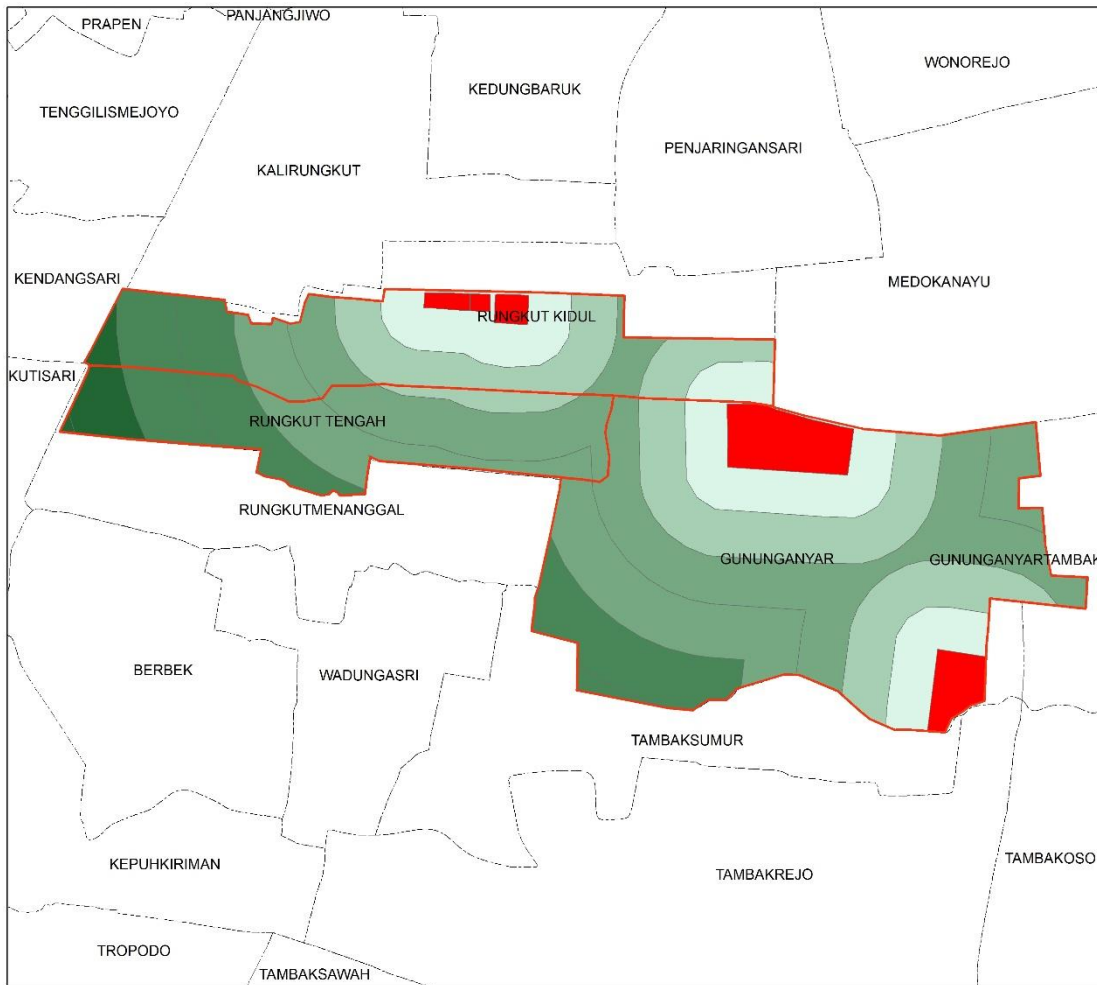 PANJANGJIWO
PRAPEN
WONOREJO
KEDUNGBARUK
TENGGILISMEJOYO
PENJARINGANSARI
KALIRUNGKUT
KENDANGSARI
MEDOKANAYU
RUNGKUT KIDUL
KUTISARI
RUNGKUT TENGAH
RUNGKUTMENANGGAL
GUNUNGANYAR
GUNUNGANYARTAMBAK
BERBEK
WADUNGASRI
TAMBAKSUMUR
KEPUHKIRIMAN
TAMBAKOSO
TAMBAKREJO
TROPODO
TAMBAKSAWAH